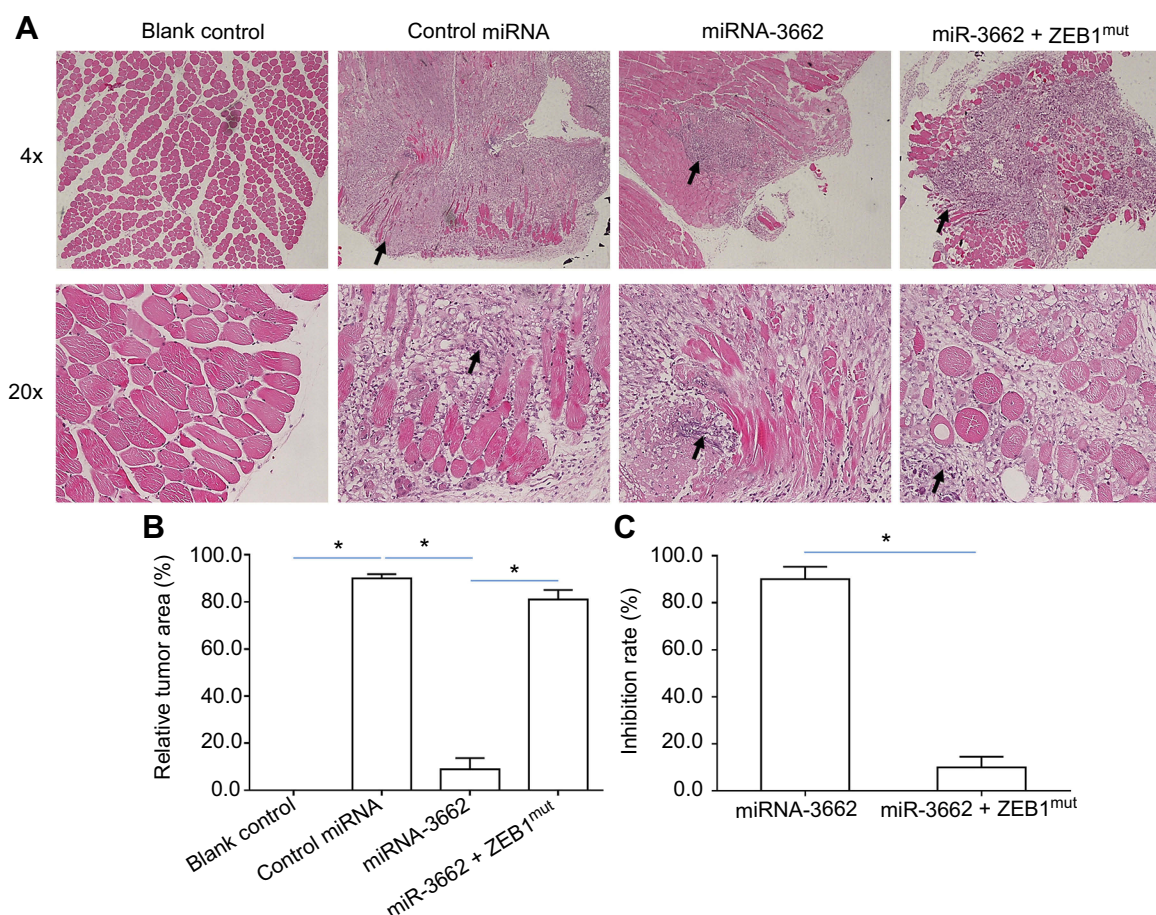 A
Blank control
Control miRNA
miRNA-3662
miR-3662 + ZEB1mut
4x
20x
B
*
*
*
100.0
80.0
60.0
40.0
20.0
0.0
Relative tumor area (%)
Blank control
Control miRNA
miRNA-3662
miR-3662 + ZEB1mut
C
*
100.0
80.0
60.0
40.0
20.0
0.0
Inhibition rate (%)
miRNA-3662
miR-3662 + ZEB1mut